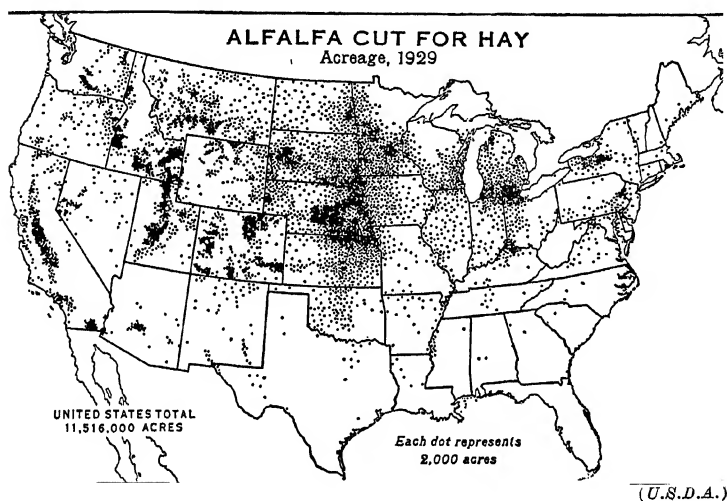 ALFALFA CUT FOR HAY
Acreage, 1929
UNITED STATES TOTAL
11,516,000 ACRES
Each dot represents
2,000 acres
(U.S.D.A.)